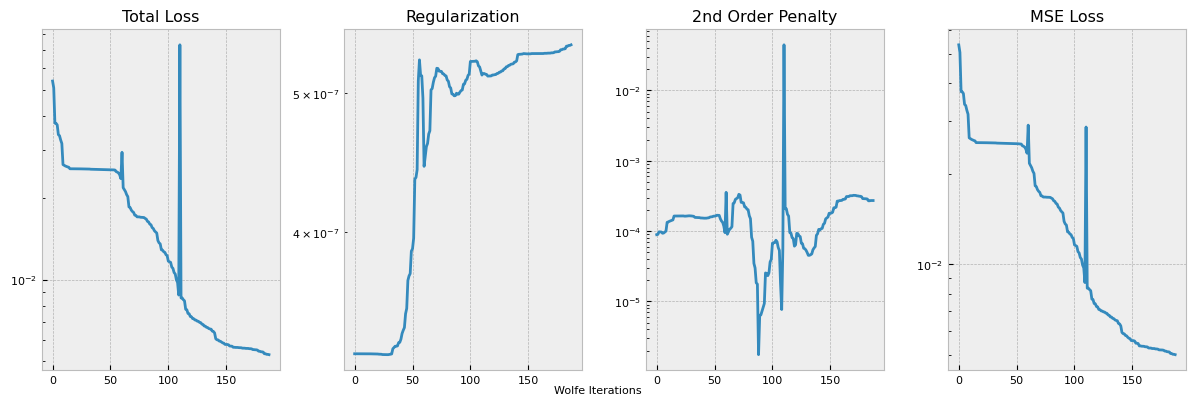 Total Loss
Regularization
2nd Order Penalty
MSE Loss
10⁻²
0 50 100 150
5 × 10⁻⁷
4 × 10⁻⁷
0 50 100 150
10⁻²
10⁻³
10⁻⁴
10⁻⁵
0 50 100 150
10⁻²
0 50 100 150
Wolfe Iterations